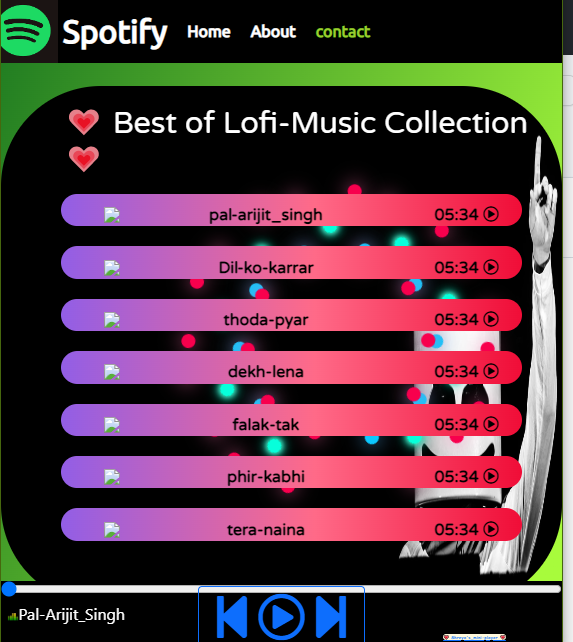 Spotify Home About contact
💗 Best of Lofi-Music Collection
💗
pal-arijit_singh 05:34
Dil-ko-karrar 05:34
thoda-pyar 05:34
dekh-lena 05:34
falak-tak 05:34
phir-kabhi 05:34
tera-naina 05:34
Pal-Arijit_Singh